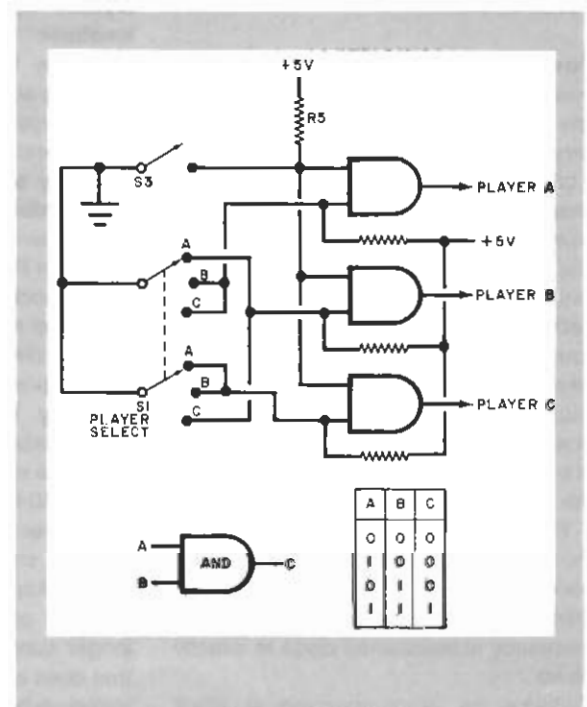 +5V
R5
S3
PLAYER A
+5V
A
B
C
PLAYER B
A
B
C
S1
PLAYER
SELECT
PLAYER C
A B C
0 0 0
1 0 0
0 1 0
1 1 1
A
B
AND
C